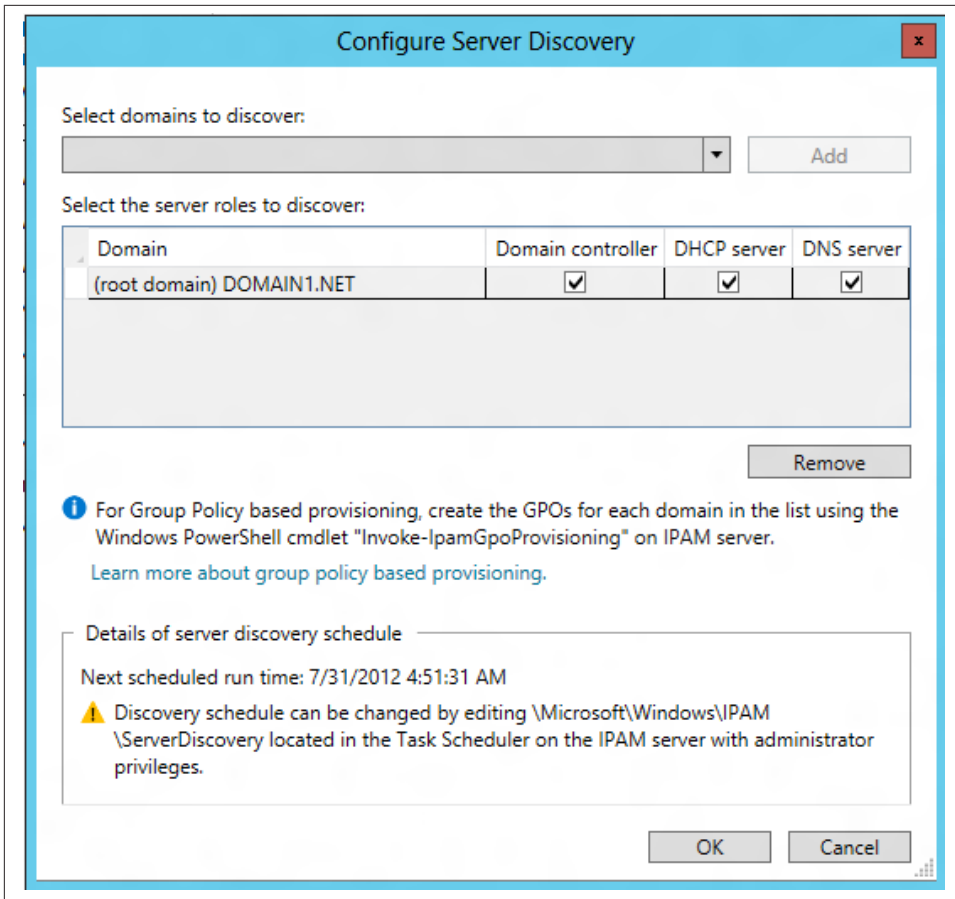 Configure Server Discovery
x
Select domains to discover:
Add
Select the server roles to discover:
Domain Domain controller DHCP server DNS server
(root domain) DOMAIN1.NET
Remove
For Group Policy based provisioning, create the GPOs for each domain in the list using the
Windows PowerShell cmdlet "Invoke-IpamGpoProvisioning" on IPAM server.
Learn more about group policy based provisioning.
Details of server discovery schedule
Next scheduled run time: 7/31/2012 4:51:31 AM
Discovery schedule can be changed by editing \Microsoft\Windows\IPAM
\ServerDiscovery located in the Task Scheduler on the IPAM server with administrator
privileges.
OK Cancel